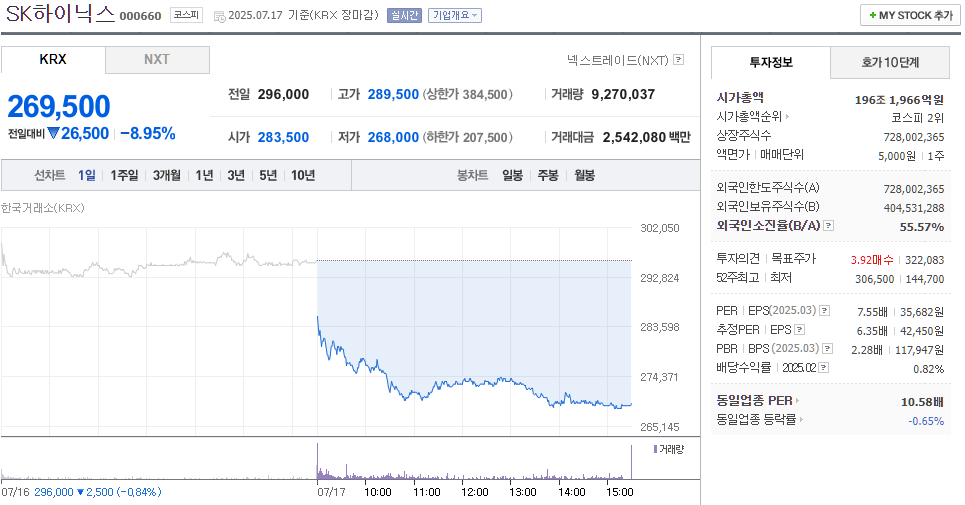 SK하이닉스 000660 코스피 2025.07.17 기준(KRX 장마감) 실시간 기업개요 + MY STOCK 추가
KRX NXT
넥스트레이드(NXT) ?
269,500
전일대비 ▼26,500 -8.95%
전일 296,000 고가 289,500 (상한가 384,500) 거래량 9,270,037
시가 283,500 저가 268,000 (하한가 207,500) 거래대금 2,542,080 백만
선차트 1일 1주일 3개월 1년 3년 5년 10년 봉차트 일봉 주봉 월봉
한국거래소(KRX)
302,050
292,824
283,598
274,371
265,145
거래량
07/16 296,000 ▼2,500 (-0.84%) 07/17 10:00 11:00 12:00 13:00 14:00 15:00
투자정보 호가 10단계
시가총액 196조 1,966억원
시가총액순위 코스피 2위
상장주식수 728,002,365
액면가 매매단위 5,000원 1주
외국인한도주식수(A) 728,002,365
외국인보유주식수(B) 404,531,288
외국인소진율(B/A) ? 55.57%
투자의견 목표주가 3.92매수 322,083
52주최고 최저 306,500 144,700
PER EPS(2025.03) ? 7.55배 35,682원
추정PER EPS ? 6.35배 42,450원
PBR BPS (2025.03) ? 2.28배 117,947원
배당수익률 2025.02 ? 0.82%
동일업종 PER 10.58배
동일업종 등락률 -0.65%